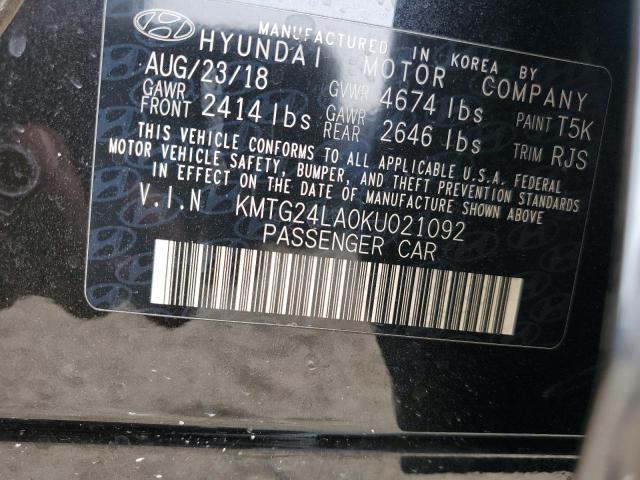 MANUFACTURED IN KOREA BY
HYUNDAI MOTOR COMPANY
AUG/23/18 GVWR 4674 lbs PAINT T5K
GAWR FRONT 2414 lbs GAWR REAR 2646 lbs TRIM RJS
THIS VEHICLE CONFORMS TO ALL APPLICABLE U.S.A. FEDERAL
MOTOR VEHICLE SAFETY, BUMPER, AND THEFT PREVENTION STANDARDS
IN EFFECT ON THE DATE OF MANUFACTURE SHOWN ABOVE.
V.I.N KMTG24LA0KU021092
PASSENGER CAR